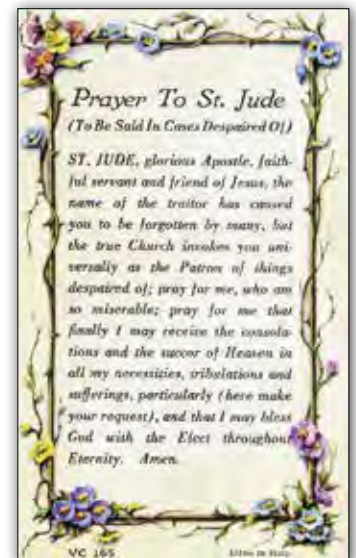 Prayer To St. Jude
(To Be Said In Cases Despaired Of)
ST. JUDE, glorious Apostle, faith-
ful servant and friend of Jesus, the
name of the traitor has caused
you to be forgotten by many, but
the true Church invokes you uni-
versally as the Patron of things
despaired of; pray for me, who am
so miserable; pray for me that
finally I may receive the consola-
tions and the succor of Heaven in
all my necessities, tribulations and
sufferings, particularly (here make
your request), and that I may bless
God with the Elect throughout
Eternity. Amen.
VC 165